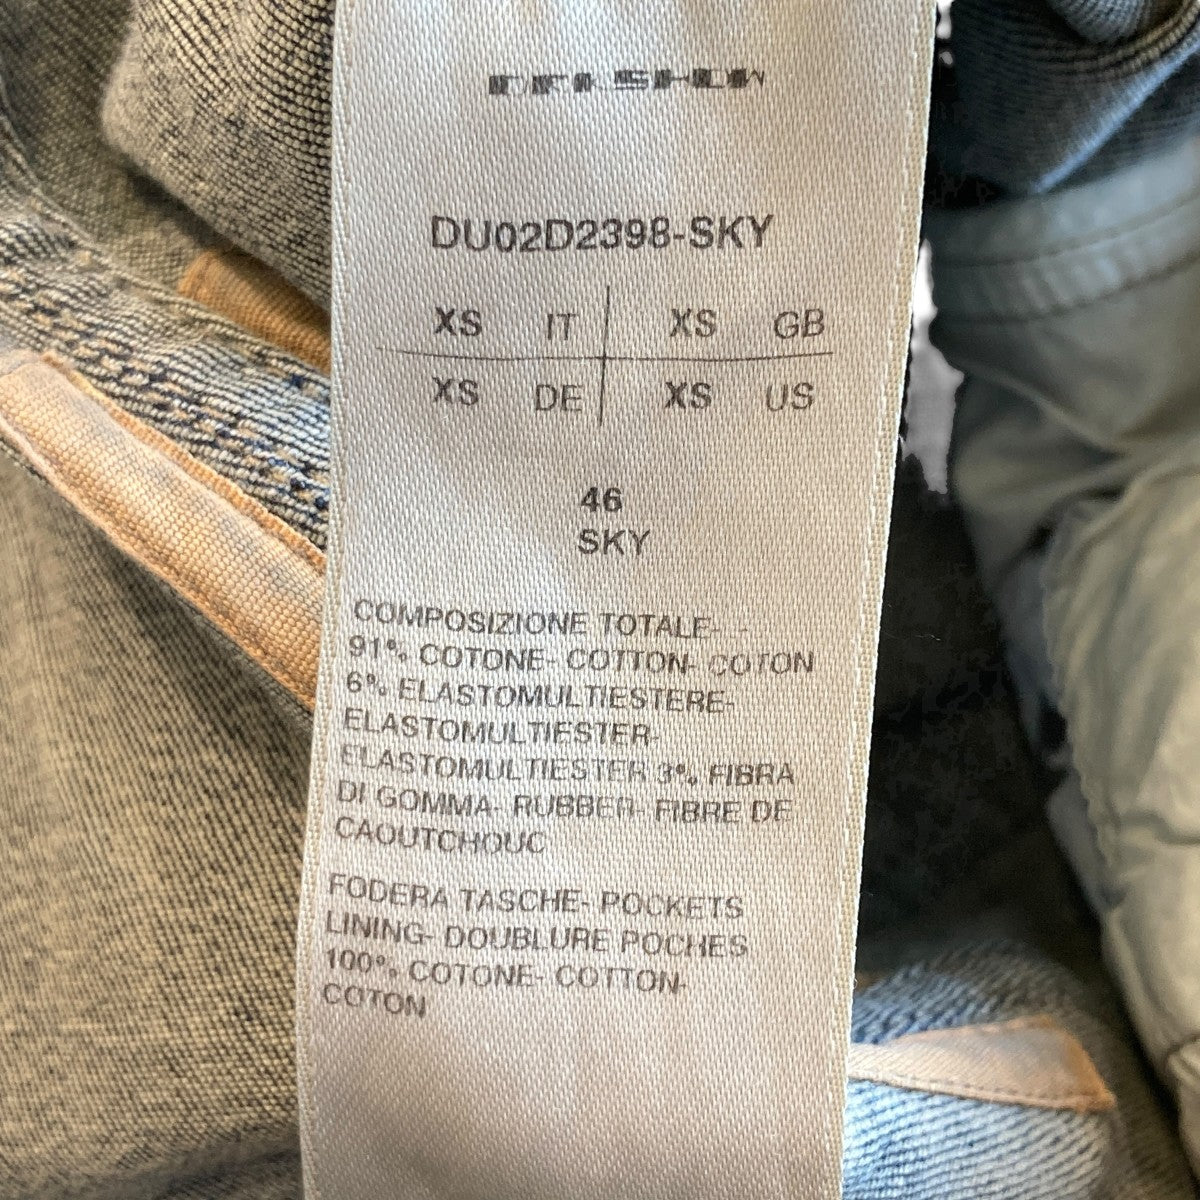 DRKSHDW
DU02D2398-SKY
XS IT XS GB
XS DE XS US
46
SKY
COMPOSIZIONE TOTALE- -
91% COTONE- COTTON- COTON
6% ELASTOMULTIESTERE-
ELASTOMULTIESTER-
ELASTOMULTIESTER 3% FIBRA
DI GOMMA- RUBBER- FIBRE DE
CAOUTCHOUC
FODERA TASCHE- POCKETS
LINING- DOUBLURE POCHES
100% COTONE- COTTON-
COTON